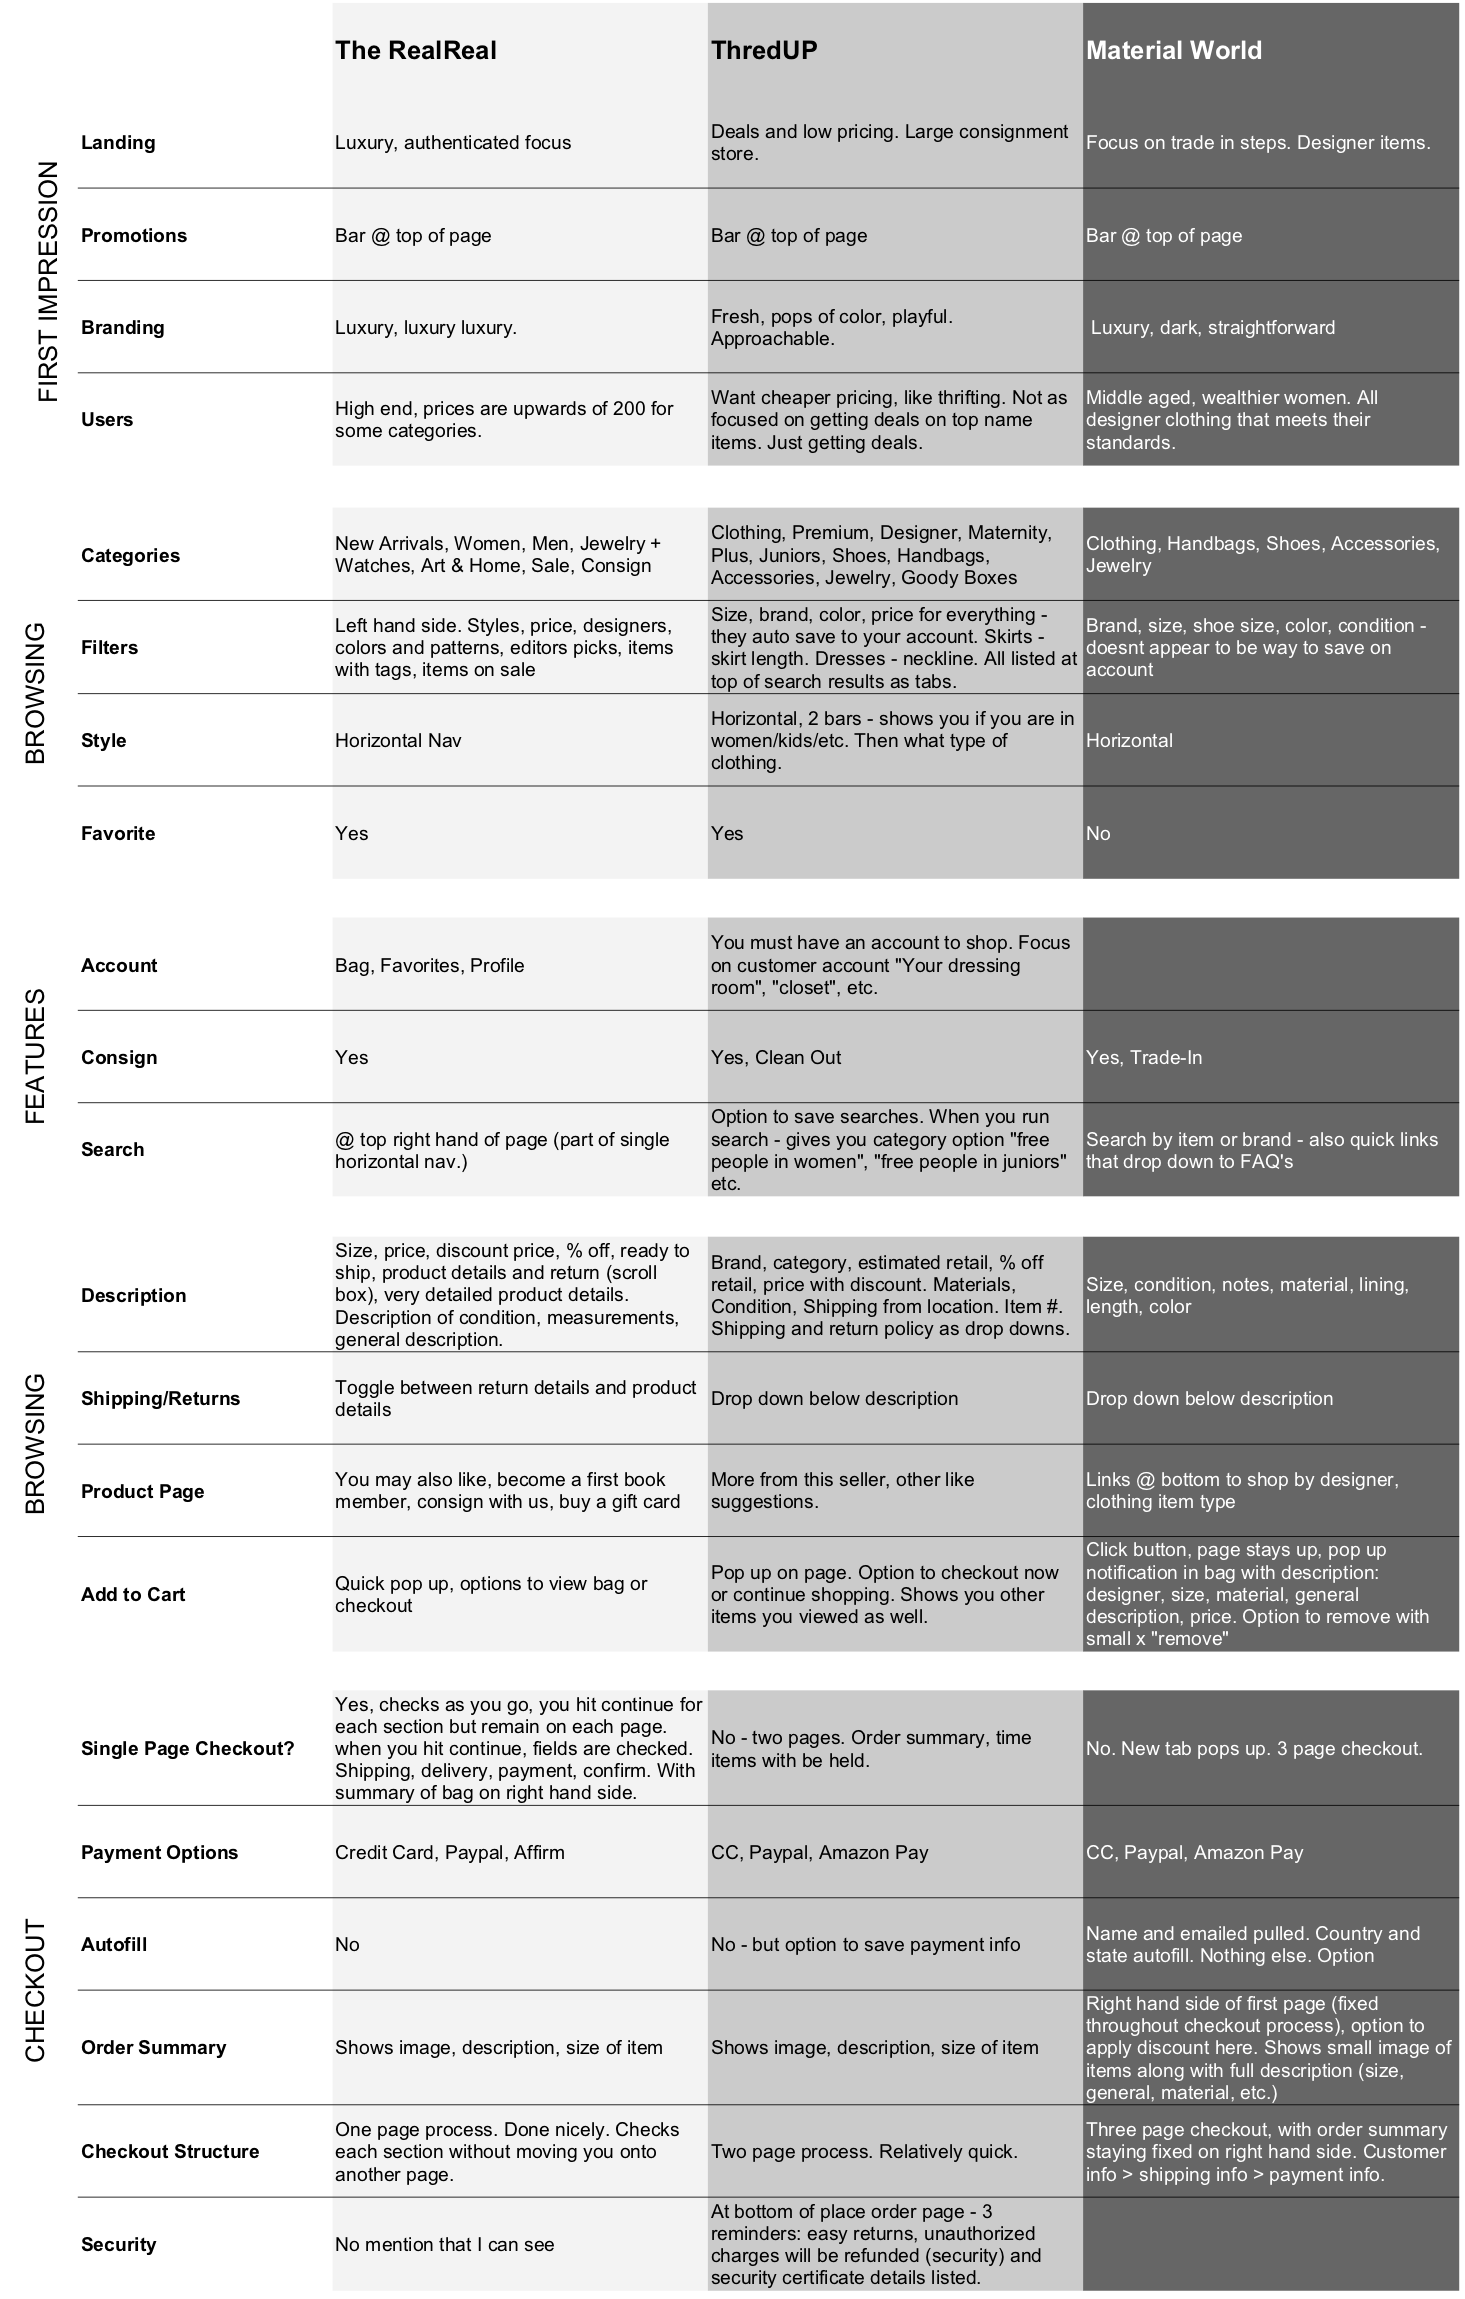 The RealReal
ThredUP
Material World
FIRST IMPRESSION
Landing
Luxury, authenticated focus
Deals and low pricing. Large consignment
store.
Focus on trade in steps. Designer items.
Promotions
Bar @ top of page
Bar @ top of page
Bar @ top of page
Branding
Luxury, luxury luxury.
Fresh, pops of color, playful.
Approachable.
Luxury, dark, straightforward
Users
High end, prices are upwards of 200 for
some categories.
Want cheaper pricing, like thrifting. Not as
focused on getting deals on top name
items. Just getting deals.
Middle aged, wealthier women. All
designer clothing that meets their
standards.
BROWSING
Categories
New Arrivals, Women, Men, Jewelry +
Watches, Art & Home, Sale, Consign
Clothing, Premium, Designer, Maternity,
Plus, Juniors, Shoes, Handbags,
Accessories, Jewelry, Goody Boxes
Clothing, Handbags, Shoes, Accessories,
Jewelry
Filters
Left hand side. Styles, price, designers,
colors and patterns, editors picks, items
with tags, items on sale
Size, brand, color, price for everything -
they auto save to your account. Skirts -
skirt length. Dresses - neckline. All listed at
top of search results as tabs.
Brand, size, shoe size, color, condition -
doesnt appear to be way to save on
account
Style
Horizontal Nav
Horizontal, 2 bars - shows you if you are in
women/kids/etc. Then what type of
clothing.
Horizontal
Favorite
Yes
Yes
No
FEATURES
Account
Bag, Favorites, Profile
You must have an account to shop. Focus
on customer account "Your dressing
room", "closet", etc.
Consign
Yes
Yes, Clean Out
Yes, Trade-In
Search
@ top right hand of page (part of single
horizontal nav.)
Option to save searches. When you run
search - gives you category option "free
people in women", "free people in juniors"
etc.
Search by item or brand - also quick links
that drop down to FAQ's
BROWSING
Description
Size, price, discount price, % off, ready to
ship, product details and return (scroll
box), very detailed product details.
Description of condition, measurements,
general description.
Brand, category, estimated retail, % off
retail, price with discount. Materials,
Condition, Shipping from location. Item #.
Shipping and return policy as drop downs.
Size, condition, notes, material, lining,
length, color
Shipping/Returns
Toggle between return details and product
details
Drop down below description
Drop down below description
Product Page
You may also like, become a first book
member, consign with us, buy a gift card
More from this seller, other like
suggestions.
Links @ bottom to shop by designer,
clothing item type
Add to Cart
Quick pop up, options to view bag or
checkout
Pop up on page. Option to checkout now
or continue shopping. Shows you other
items you viewed as well.
Click button, page stays up, pop up
notification in bag with description:
designer, size, material, general
description, price. Option to remove with
small x "remove"
CHECKOUT
Single Page Checkout?
Yes, checks as you go, you hit continue for
each section but remain on each page.
when you hit continue, fields are checked.
Shipping, delivery, payment, confirm. With
summary of bag on right hand side.
No - two pages. Order summary, time
items with be held.
No. New tab pops up. 3 page checkout.
Payment Options
Credit Card, Paypal, Affirm
CC, Paypal, Amazon Pay
CC, Paypal, Amazon Pay
Autofill
No
No - but option to save payment info
Name and emailed pulled. Country and
state autofill. Nothing else. Option
Order Summary
Shows image, description, size of item
Shows image, description, size of item
Right hand side of first page (fixed
throughout checkout process), option to
apply discount here. Shows small image of
items along with full description (size,
general, material, etc.)
Checkout Structure
One page process. Done nicely. Checks
each section without moving you onto
another page.
Two page process. Relatively quick.
Three page checkout, with order summary
staying fixed on right hand side. Customer
info > shipping info > payment info.
Security
No mention that I can see
At bottom of place order page - 3
reminders: easy returns, unauthorized
charges will be refunded (security) and
security certificate details listed.